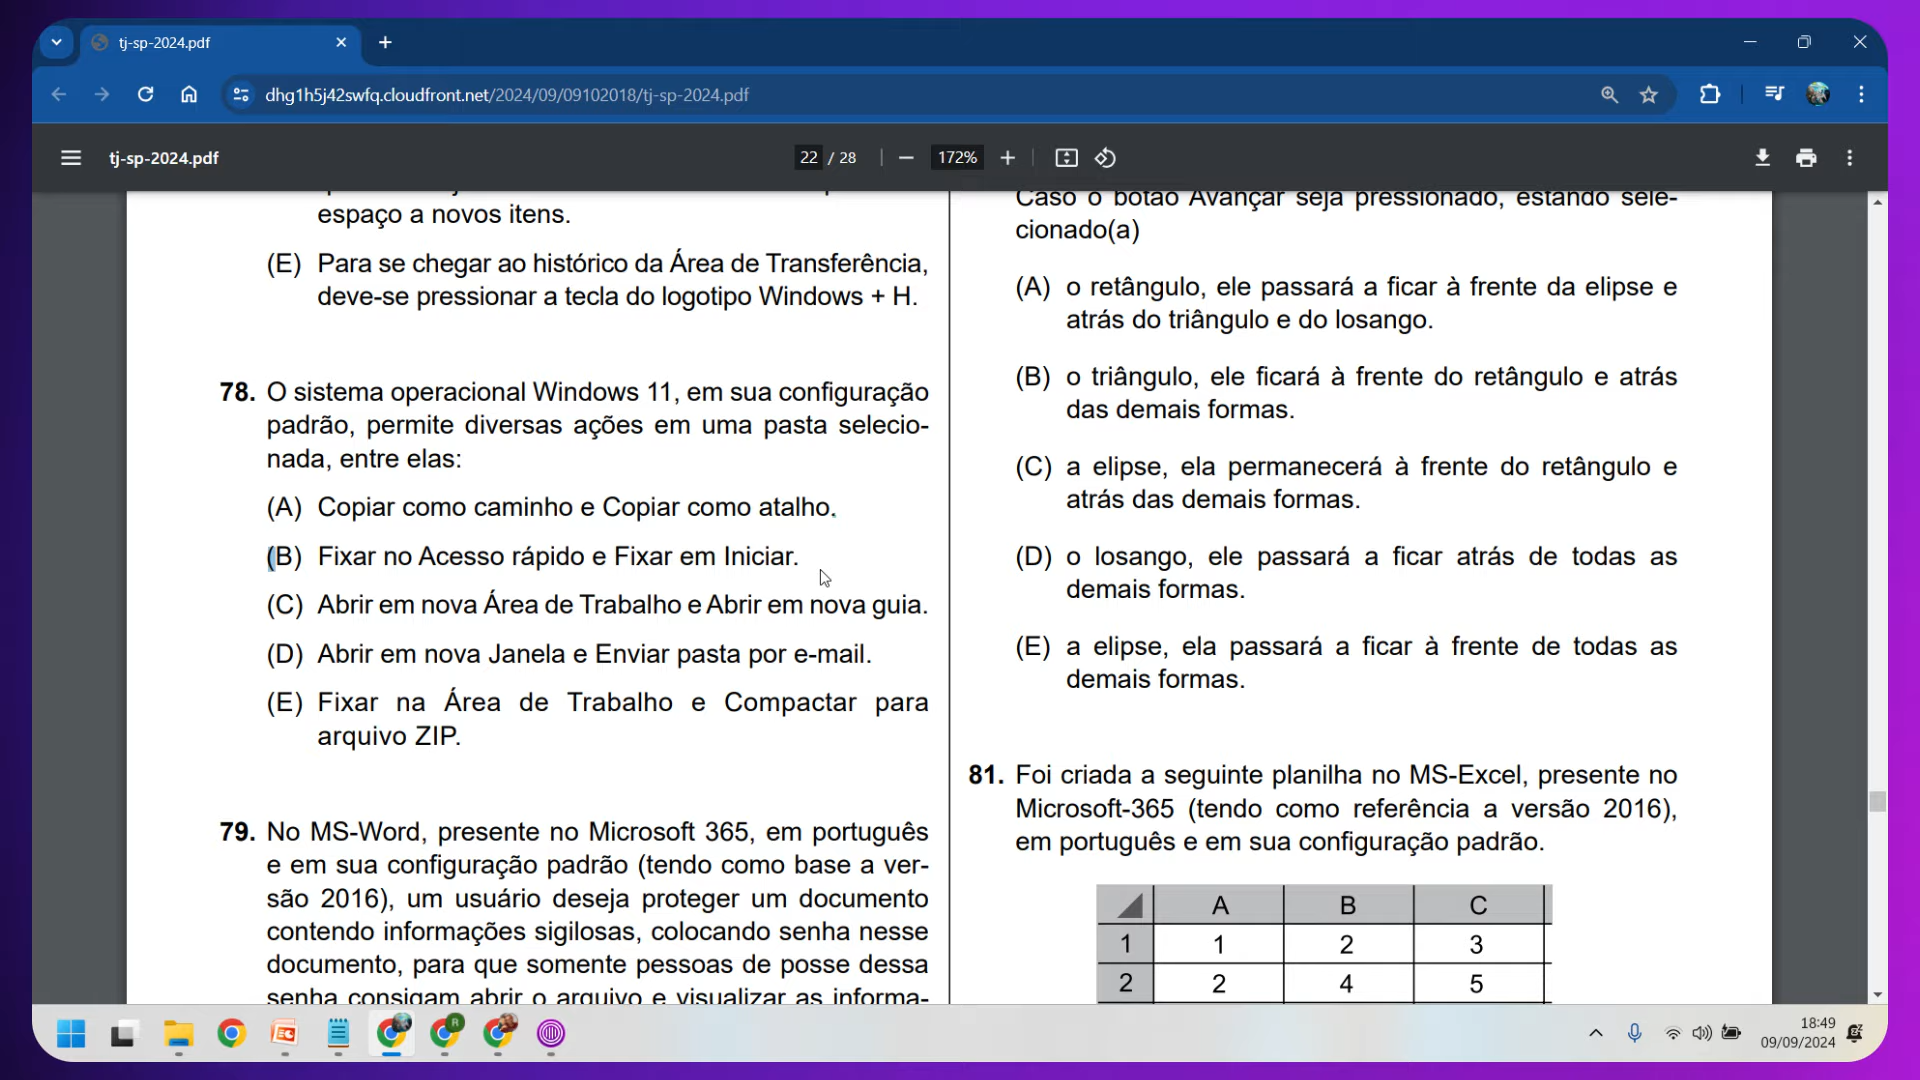 tj-sp-2024.pdf
dhg1h5j42swfq.cloudfront.net/2024/09/09102018/tj-sp-2024.pdf
tj-sp-2024.pdf
22 / 28
172%
espaço a novos itens.
(E) Para se chegar ao histórico da Área de Transferência,
deve-se pressionar a tecla do logotipo Windows + H.
78. O sistema operacional Windows 11, em sua configuração
padrão, permite diversas ações em uma pasta selecio-
nada, entre elas:
(A) Copiar como caminho e Copiar como atalho.
(B) Fixar no Acesso rápido e Fixar em Iniciar.
(C) Abrir em nova Área de Trabalho e Abrir em nova guia.
(D) Abrir em nova Janela e Enviar pasta por e-mail.
(E) Fixar na Área de Trabalho e Compactar para
arquivo ZIP.
79. No MS-Word, presente no Microsoft 365, em português
e em sua configuração padrão (tendo como base a ver-
são 2016), um usuário deseja proteger um documento
contendo informações sigilosas, colocando senha nesse
documento, para que somente pessoas de posse dessa
senha consigam abrir o arquivo e visualizar as informa-
Caso o botão Avançar seja pressionado, estando sele-
cionado(a)
(A) o retângulo, ele passará a ficar à frente da elipse e
atrás do triângulo e do losango.
(B) o triângulo, ele ficará à frente do retângulo e atrás
das demais formas.
(C) a elipse, ela permanecerá à frente do retângulo e
atrás das demais formas.
(D) o losango, ele passará a ficar atrás de todas as
demais formas.
(E) a elipse, ela passará a ficar à frente de todas as
demais formas.
81. Foi criada a seguinte planilha no MS-Excel, presente no
Microsoft-365 (tendo como referência a versão 2016),
em português e em sua configuração padrão.
A B C
1 1 2 3
2 2 4 5
R
18:49
09/09/2024